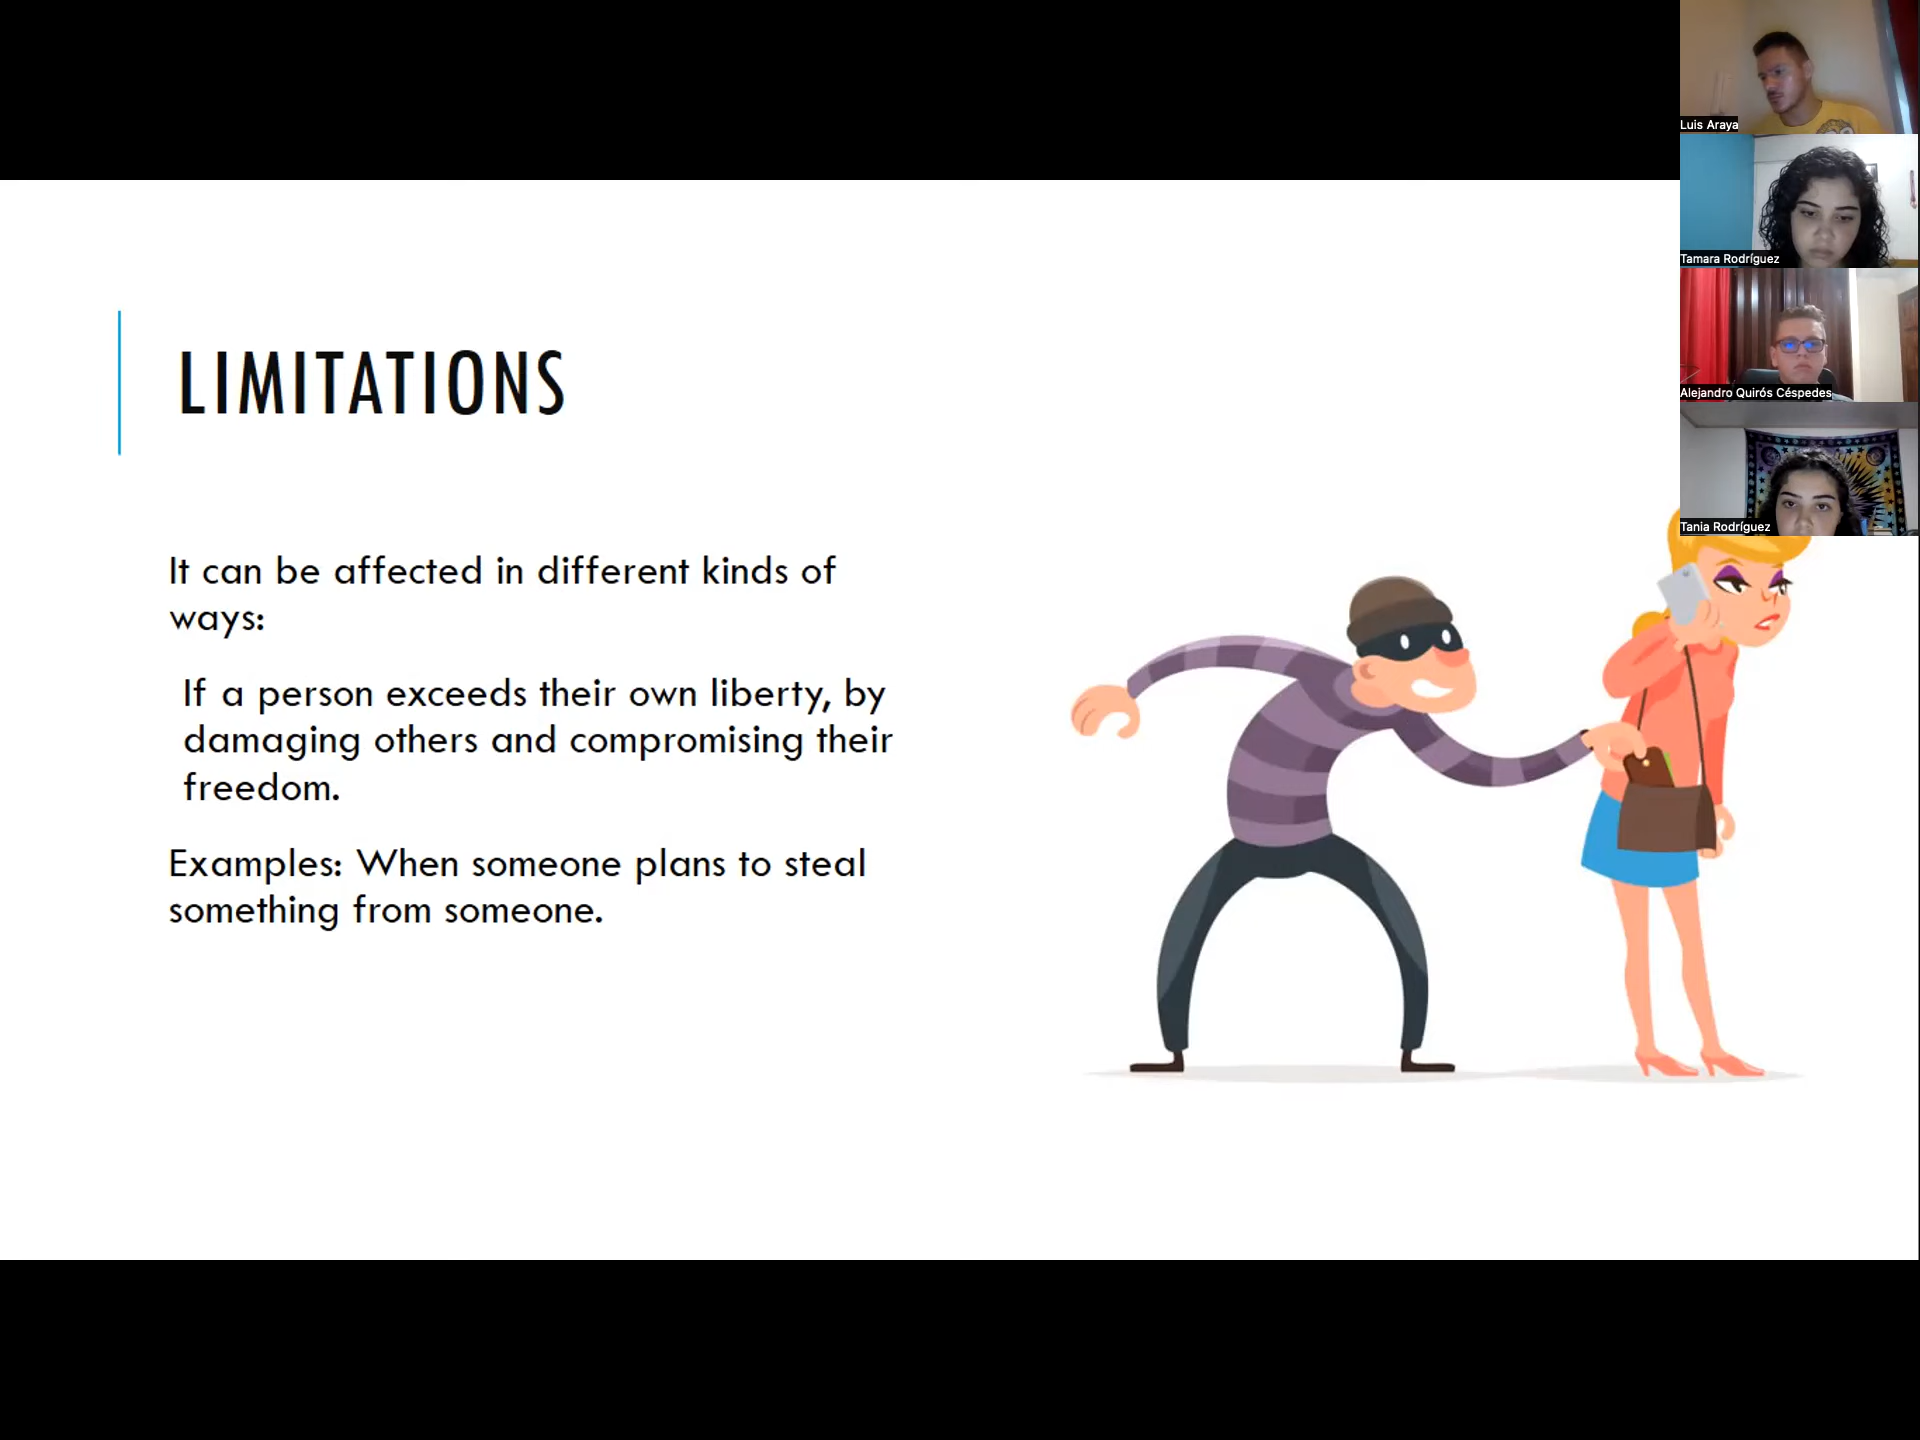 LIMITATIONS
It can be affected in different kinds of
ways:
If a person exceeds their own liberty, by
damaging others and compromising their
freedom.
Examples: When someone plans to steal
something from someone.
Luis Araya
Tamara Rodríguez
Alejandro Quirós Céspedes
Tania Rodríguez